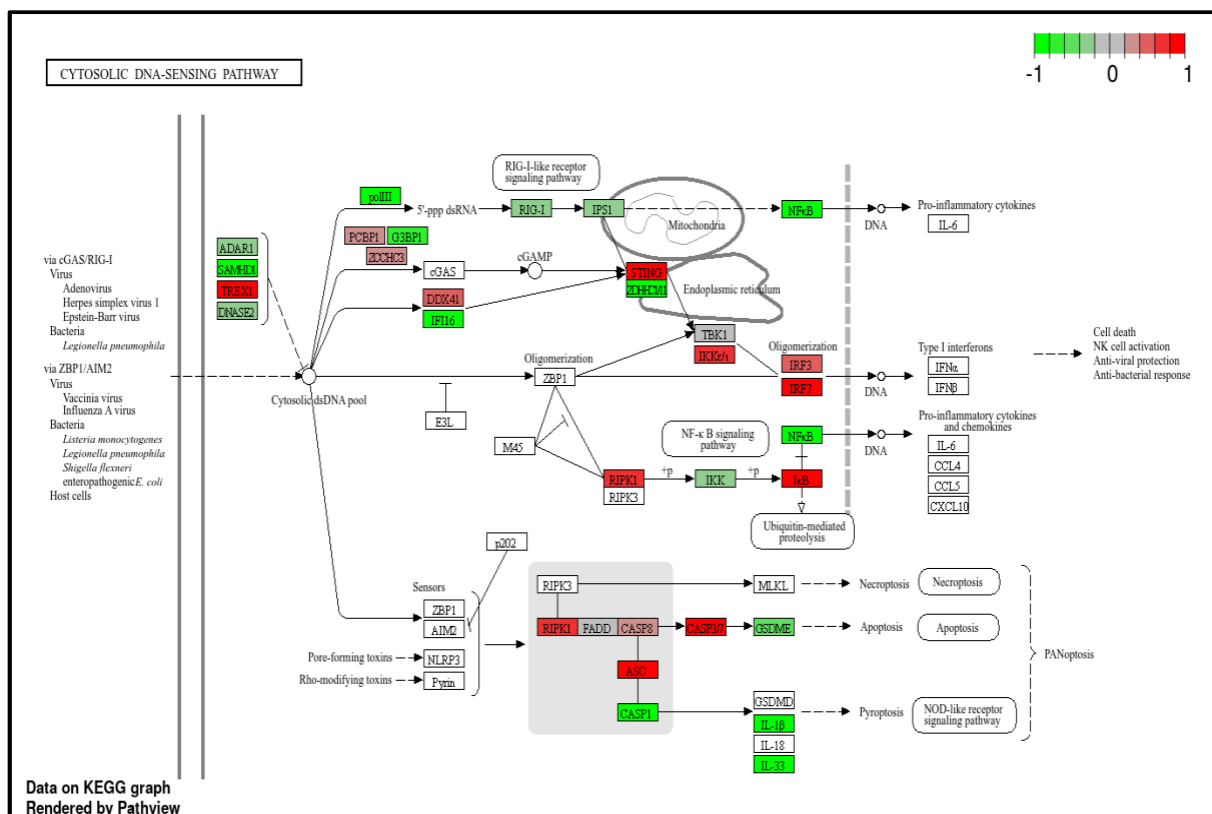 -1 0 1
CYTOSOLIC DNA-SENSING PATHWAY
RIG-I-like receptor
signaling pathway
polIII
5'-ppp dsRNA
RIG-I
IPS1
Mitochondria
NFκB
DNA
Pro-inflammatory cytokines
IL-6
PCBP1
G3BP1
ZCCHC3
cGAS
cGAMP
STING
ZDHHC1/11
Endoplasmic reticulum
DDX41
IFI16
ADAR1
SAMHD1
TREX1
DNASE2
via cGAS/RIG-I
Virus
Adenovirus
Herpes simplex virus 1
Epstein-Barr virus
Bacteria
Legionella pneumophila
via ZBP1/AIM2
Virus
Vaccinia virus
Influenza A virus
Bacteria
Listeria monocytogenes
Legionella pneumophila
Shigella flexneri
enteropathogenic E. coli
Host cells
Cytosolic dsDNA pool
E3L
Oligomerization
ZBP1
TBK1
IKKε/ι
Oligomerization
IRF3
IRF7
DNA
Type I interferons
IFNα
IFNβ
Cell death
NK cell activation
Anti-viral protection
Anti-bacterial response
M45
RIPK1
RIPK3
+p
IKK
+p
IκB
NF-κ B signaling
pathway
NFκB
DNA
Pro-inflammatory cytokines
and chemokines
IL-6
CCL4
CCL5
CXCL10
Ubiquitin-mediated
proteolysis
p202
Sensors
ZBP1
AIM2
Pore-forming toxins
NLRP3
Rho-modifying toxins
Pyrin
RIPK3
MLKL
Necroptosis
Necroptosis
RIPK1
FADD
CASP8
CASP3/7
GSDME
Apoptosis
Apoptosis
ASC
CASP1
GSDMD
IL-1β
IL-18
IL-33
Pyroptosis
NOD-like receptor
signaling pathway
PANoptosis
Data on KEGG graph
Rendered by Pathview